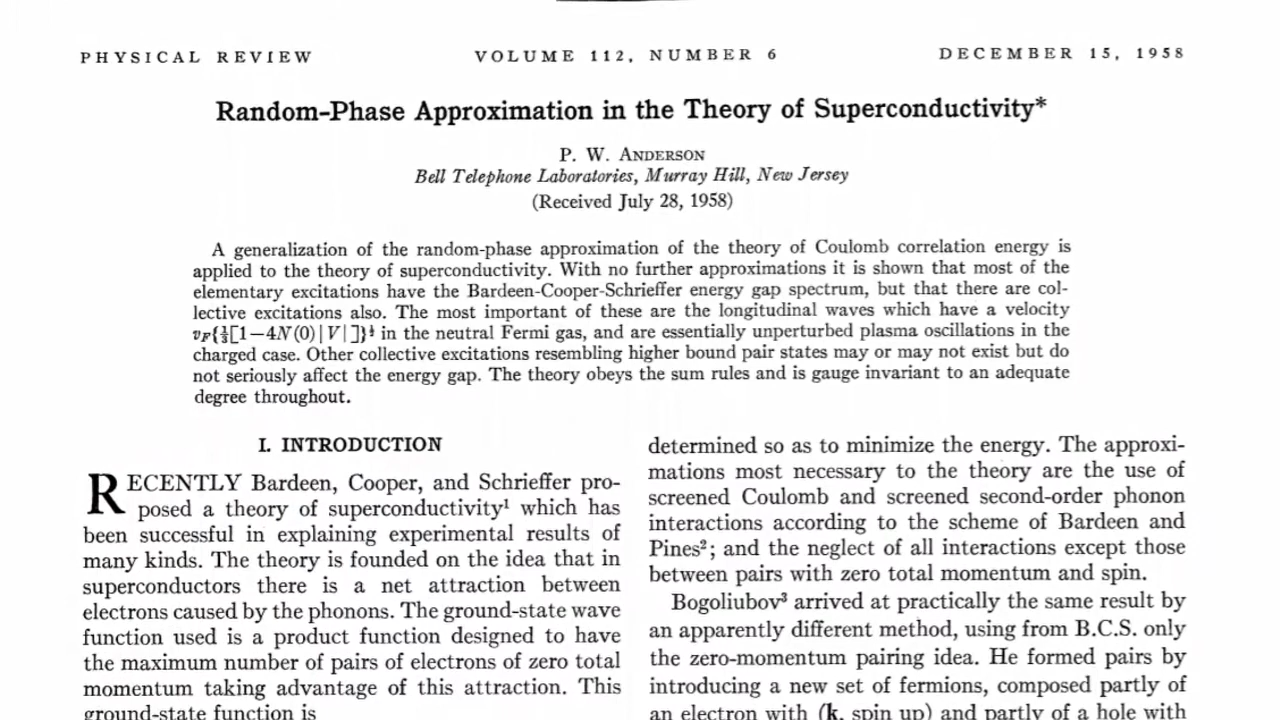 PHYSICAL REVIEW VOLUME 112, NUMBER 6 DECEMBER 15, 1958
Random-Phase Approximation in the Theory of Superconductivity*
P. W. ANDERSON
Bell Telephone Laboratories, Murray Hill, New Jersey
(Received July 28, 1958)
A generalization of the random-phase approximation of the theory of Coulomb correlation energy is
applied to the theory of superconductivity. With no further approximations it is shown that most of the
elementary excitations have the Bardeen-Cooper-Schrieffer energy gap spectrum, but that there are col-
lective excitations also. The most important of these are the longitudinal waves which have a velocity
v_F{⅓[1−4N(0)|V|]}^½ in the neutral Fermi gas, and are essentially unperturbed plasma oscillations in the
charged case. Other collective excitations resembling higher bound pair states may or may not exist but do
not seriously affect the energy gap. The theory obeys the sum rules and is gauge invariant to an adequate
degree throughout.
I. INTRODUCTION
RECENTLY Bardeen, Cooper, and Schrieffer pro-
posed a theory of superconductivity¹ which has
been successful in explaining experimental results of
many kinds. The theory is founded on the idea that in
superconductors there is a net attraction between
electrons caused by the phonons. The ground-state wave
function used is a product function designed to have
the maximum number of pairs of electrons of zero total
momentum taking advantage of this attraction. This
ground-state function is
determined so as to minimize the energy. The approxi-
mations most necessary to the theory are the use of
screened Coulomb and screened second-order phonon
interactions according to the scheme of Bardeen and
Pines²; and the neglect of all interactions except those
between pairs with zero total momentum and spin.
Bogoliubov³ arrived at practically the same result by
an apparently different method, using from B.C.S. only
the zero-momentum pairing idea. He formed pairs by
introducing a new set of fermions, composed partly of
an electron with (k, spin up) and partly of a hole with